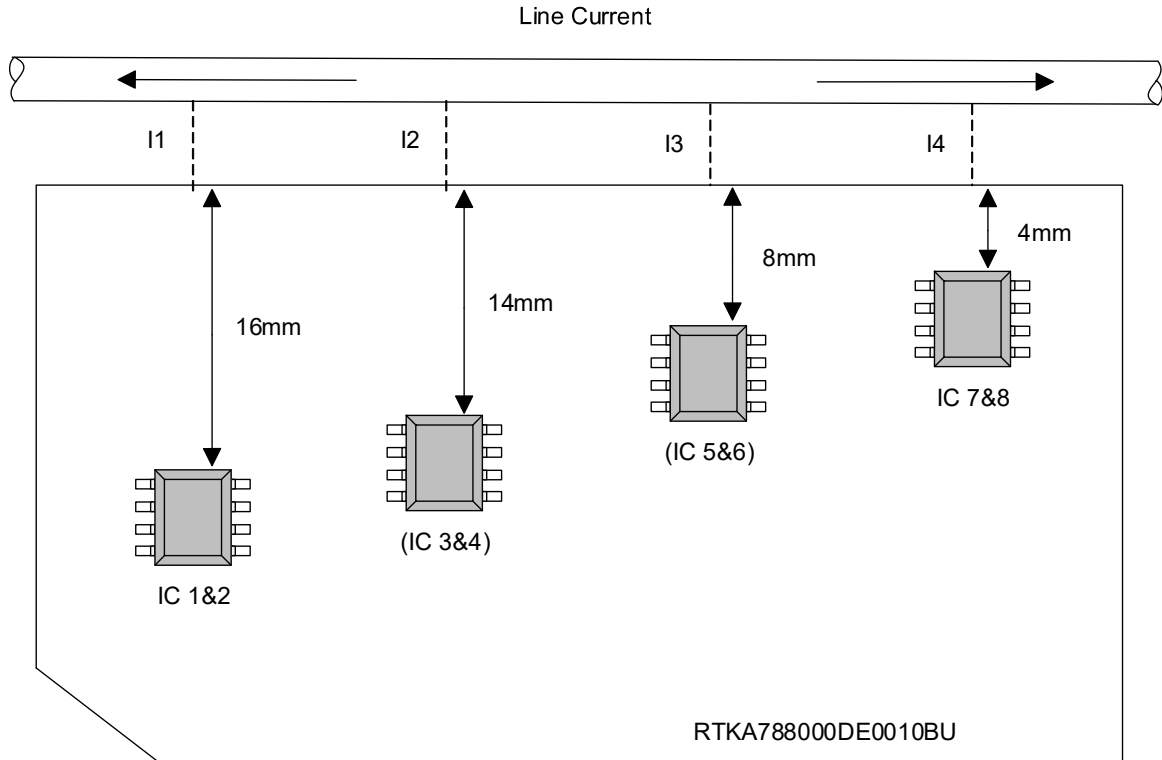 Line Current
I1
I2
I3
I4
16mm
14mm
8mm
4mm
IC 1&2
(IC 3&4)
(IC 5&6)
IC 7&8
RTKA788000DE0010BU